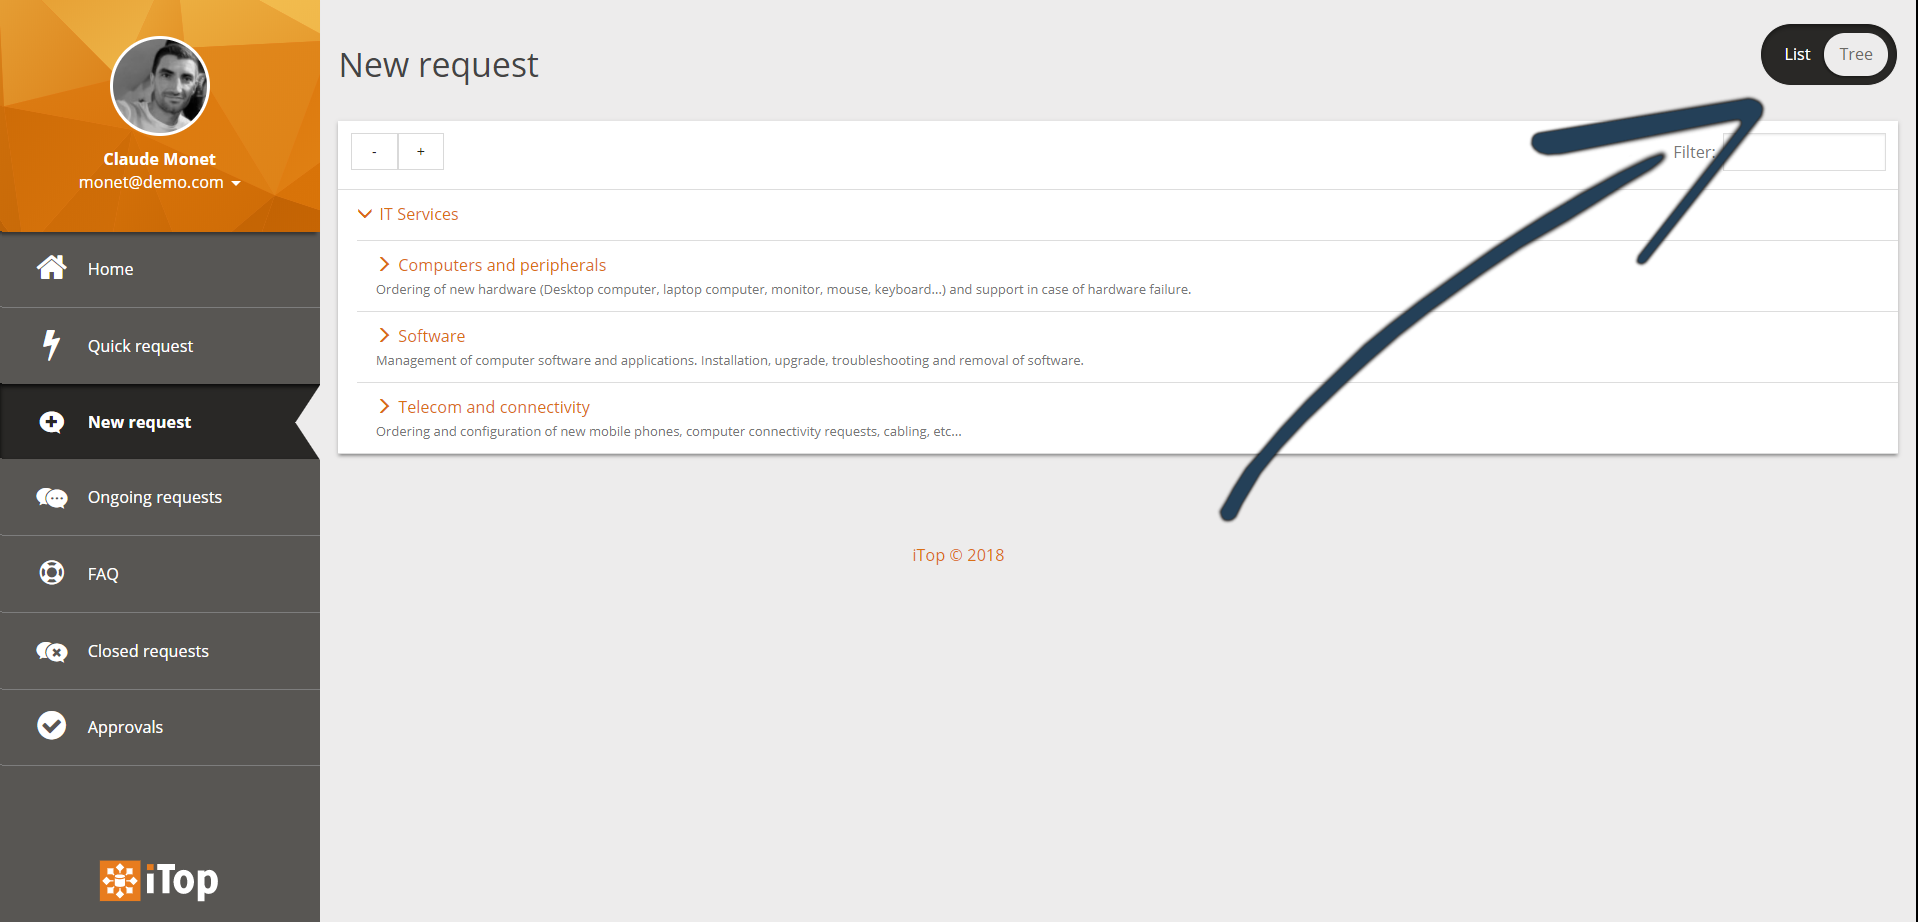 Claude Monet
monet@demo.com
Home
Quick request
New request
Ongoing requests
FAQ
Closed requests
Approvals
iTop
New request
List Tree
- +
Filter:
IT Services
Computers and peripherals
Ordering of new hardware (Desktop computer, laptop computer, monitor, mouse, keyboard...) and support in case of hardware failure.
Software
Management of computer software and applications. Installation, upgrade, troubleshooting and removal of software.
Telecom and connectivity
Ordering and configuration of new mobile phones, computer connectivity requests, cabling, etc...
iTop © 2018